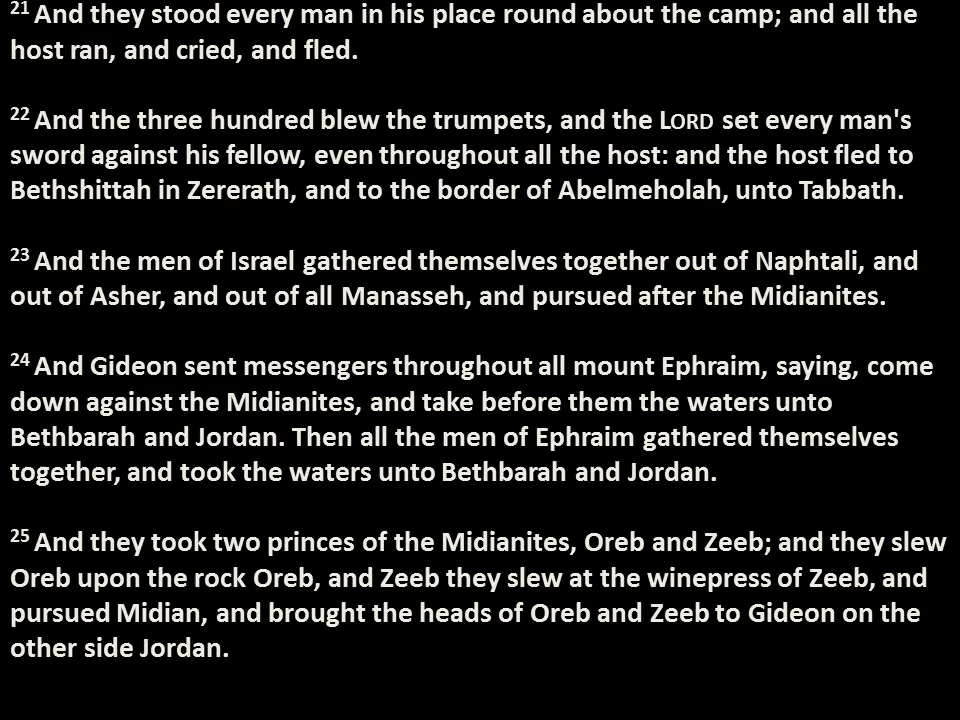 21 And they stood every man in his place round about the camp; and all the
host ran, and cried, and fled.
22 And the three hundred blew the trumpets, and the LORD set every man's
sword against his fellow, even throughout all the host: and the host fled to
Bethshittah in Zererath, and to the border of Abelmeholah, unto Tabbath.
23 And the men of Israel gathered themselves together out of Naphtali, and
out of Asher, and out of all Manasseh, and pursued after the Midianites.
24 And Gideon sent messengers throughout all mount Ephraim, saying, come
down against the Midianites, and take before them the waters unto
Bethbarah and Jordan. Then all the men of Ephraim gathered themselves
together, and took the waters unto Bethbarah and Jordan.
25 And they took two princes of the Midianites, Oreb and Zeeb; and they slew
Oreb upon the rock Oreb, and Zeeb they slew at the winepress of Zeeb, and
pursued Midian, and brought the heads of Oreb and Zeeb to Gideon on the
other side Jordan.